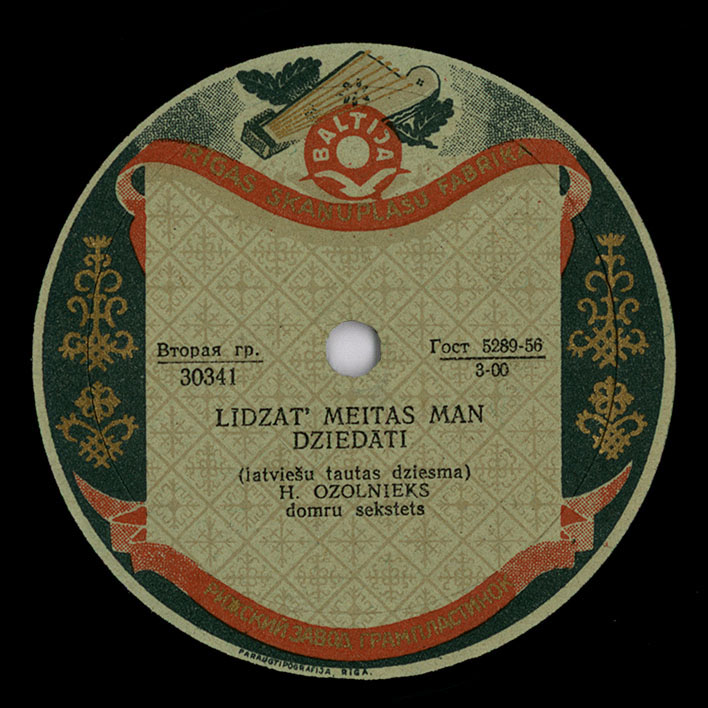 BALTIJA
RIGAS SKAŅUPLAŠU FABRIKA
Вторая гр.
30341
Гост 5289-56
3-00
LIDZAT' MEITAS MAN
DZIEDĀTI
(latviešu tautas dziesma)
H. OZOLNIEKS
domru sekstets
РИЖСКИЙ ЗАВОД ГРАМПЛАСТИНОК
PARAUGTIPOGRAFIJA, RIGA.